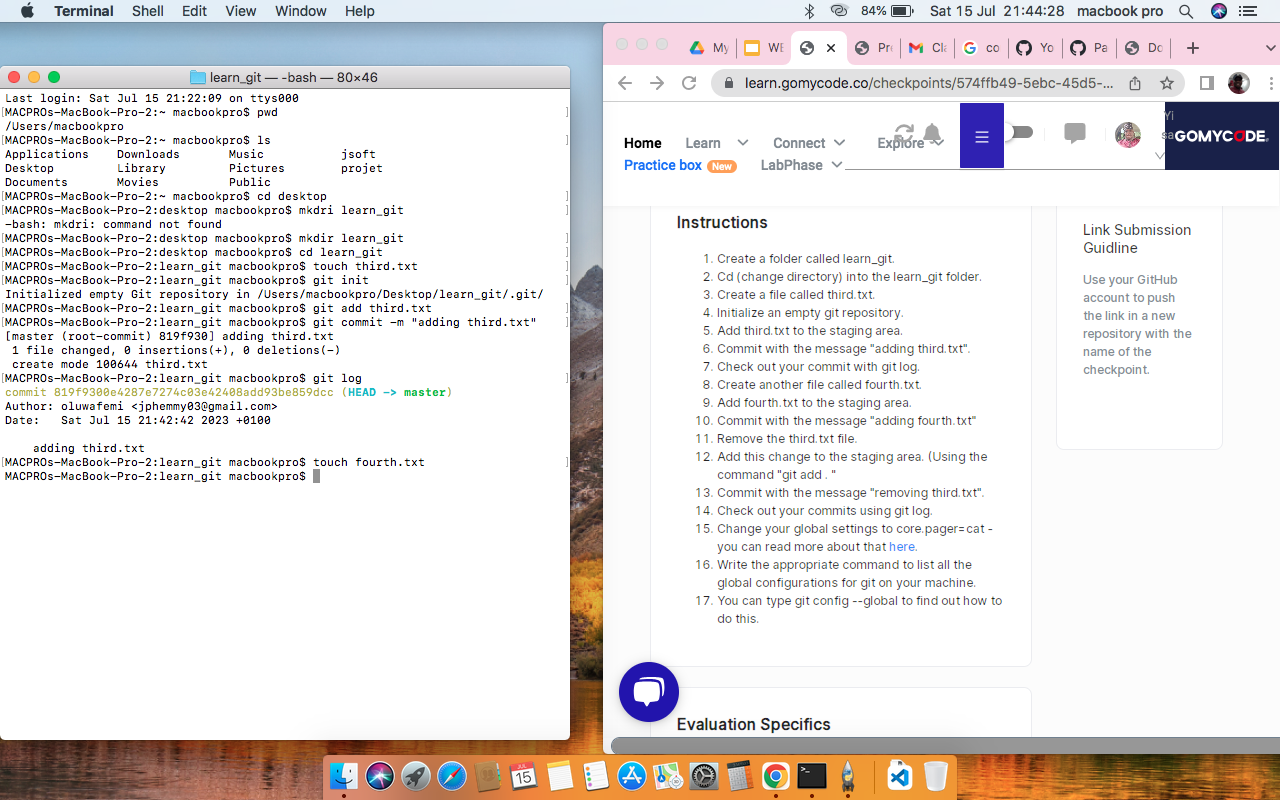 Terminal Shell Edit View Window Help 84% Sat 15 Jul 21:44:28 macbook pro
learn_git — -bash — 80×46
Last login: Sat Jul 15 21:22:09 on ttys000
[MACPROs-MacBook-Pro-2:~ macbookpro$ pwd ]
/Users/macbookpro
[MACPROs-MacBook-Pro-2:~ macbookpro$ ls ]
Applications Downloads Music jsoft
Desktop Library Pictures projet
Documents Movies Public
[MACPROs-MacBook-Pro-2:~ macbookpro$ cd desktop ]
[MACPROs-MacBook-Pro-2:desktop macbookpro$ mkdri learn_git ]
-bash: mkdri: command not found
[MACPROs-MacBook-Pro-2:desktop macbookpro$ mkdir learn_git ]
[MACPROs-MacBook-Pro-2:desktop macbookpro$ cd learn_git ]
[MACPROs-MacBook-Pro-2:learn_git macbookpro$ touch third.txt ]
[MACPROs-MacBook-Pro-2:learn_git macbookpro$ git init ]
Initialized empty Git repository in /Users/macbookpro/Desktop/learn_git/.git/
[MACPROs-MacBook-Pro-2:learn_git macbookpro$ git add third.txt ]
[MACPROs-MacBook-Pro-2:learn_git macbookpro$ git commit -m "adding third.txt" ]
[master (root-commit) 819f930] adding third.txt
1 file changed, 0 insertions(+), 0 deletions(-)
create mode 100644 third.txt
[MACPROs-MacBook-Pro-2:learn_git macbookpro$ git log ]
commit 819f9300e4287e7274c03e42408add93be859dcc (HEAD -> master)
Author: oluwafemi <jphemmy03@gmail.com>
Date: Sat Jul 15 21:42:42 2023 +0100
adding third.txt
[MACPROs-MacBook-Pro-2:learn_git macbookpro$ touch fourth.txt ]
MACPROs-MacBook-Pro-2:learn_git macbookpro$
My WE Pr Cl co Yo Pa Do
learn.gomycode.co/checkpoints/574ffb49-5ebc-45d5-...
Home Learn Connect Explore Yi
sa
GOMYCODE
Practice box New LabPhase
Instructions
1. Create a folder called learn_git.
2. Cd (change directory) into the learn_git folder.
3. Create a file called third.txt.
4. Initialize an empty git repository.
5. Add third.txt to the staging area.
6. Commit with the message "adding third.txt".
7. Check out your commit with git log.
8. Create another file called fourth.txt.
9. Add fourth.txt to the staging area.
10. Commit with the message "adding fourth.txt"
11. Remove the third.txt file.
12. Add this change to the staging area. (Using the
command "git add . "
13. Commit with the message "removing third.txt".
14. Check out your commits using git log.
15. Change your global settings to core.pager=cat -
you can read more about that here.
16. Write the appropriate command to list all the
global configurations for git on your machine.
17. You can type git config --global to find out how to
do this.
Link Submission
Guidline
Use your GitHub
account to push
the link in a new
repository with the
name of the
checkpoint.
Evaluation Specifics
JUL
15